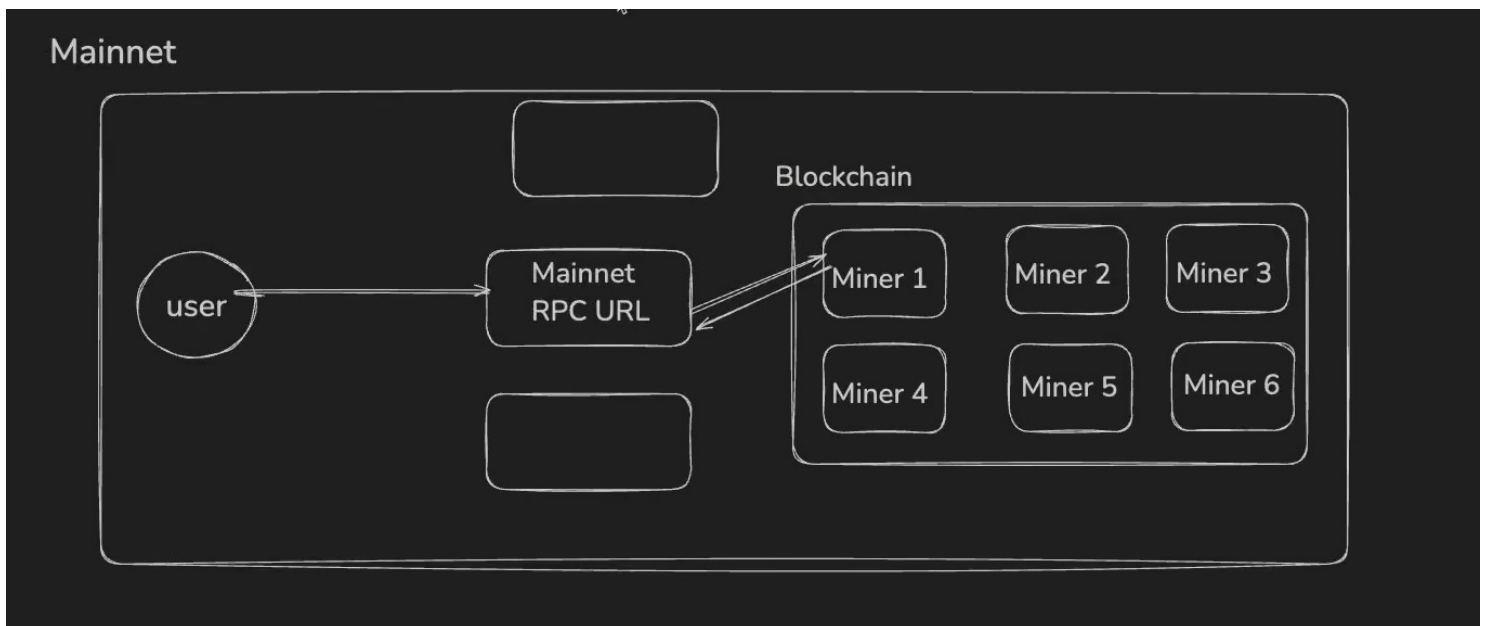 Mainnet
Blockchain
user
Mainnet
RPC URL
Miner 1
Miner 2
Miner 3
Miner 4
Miner 5
Miner 6